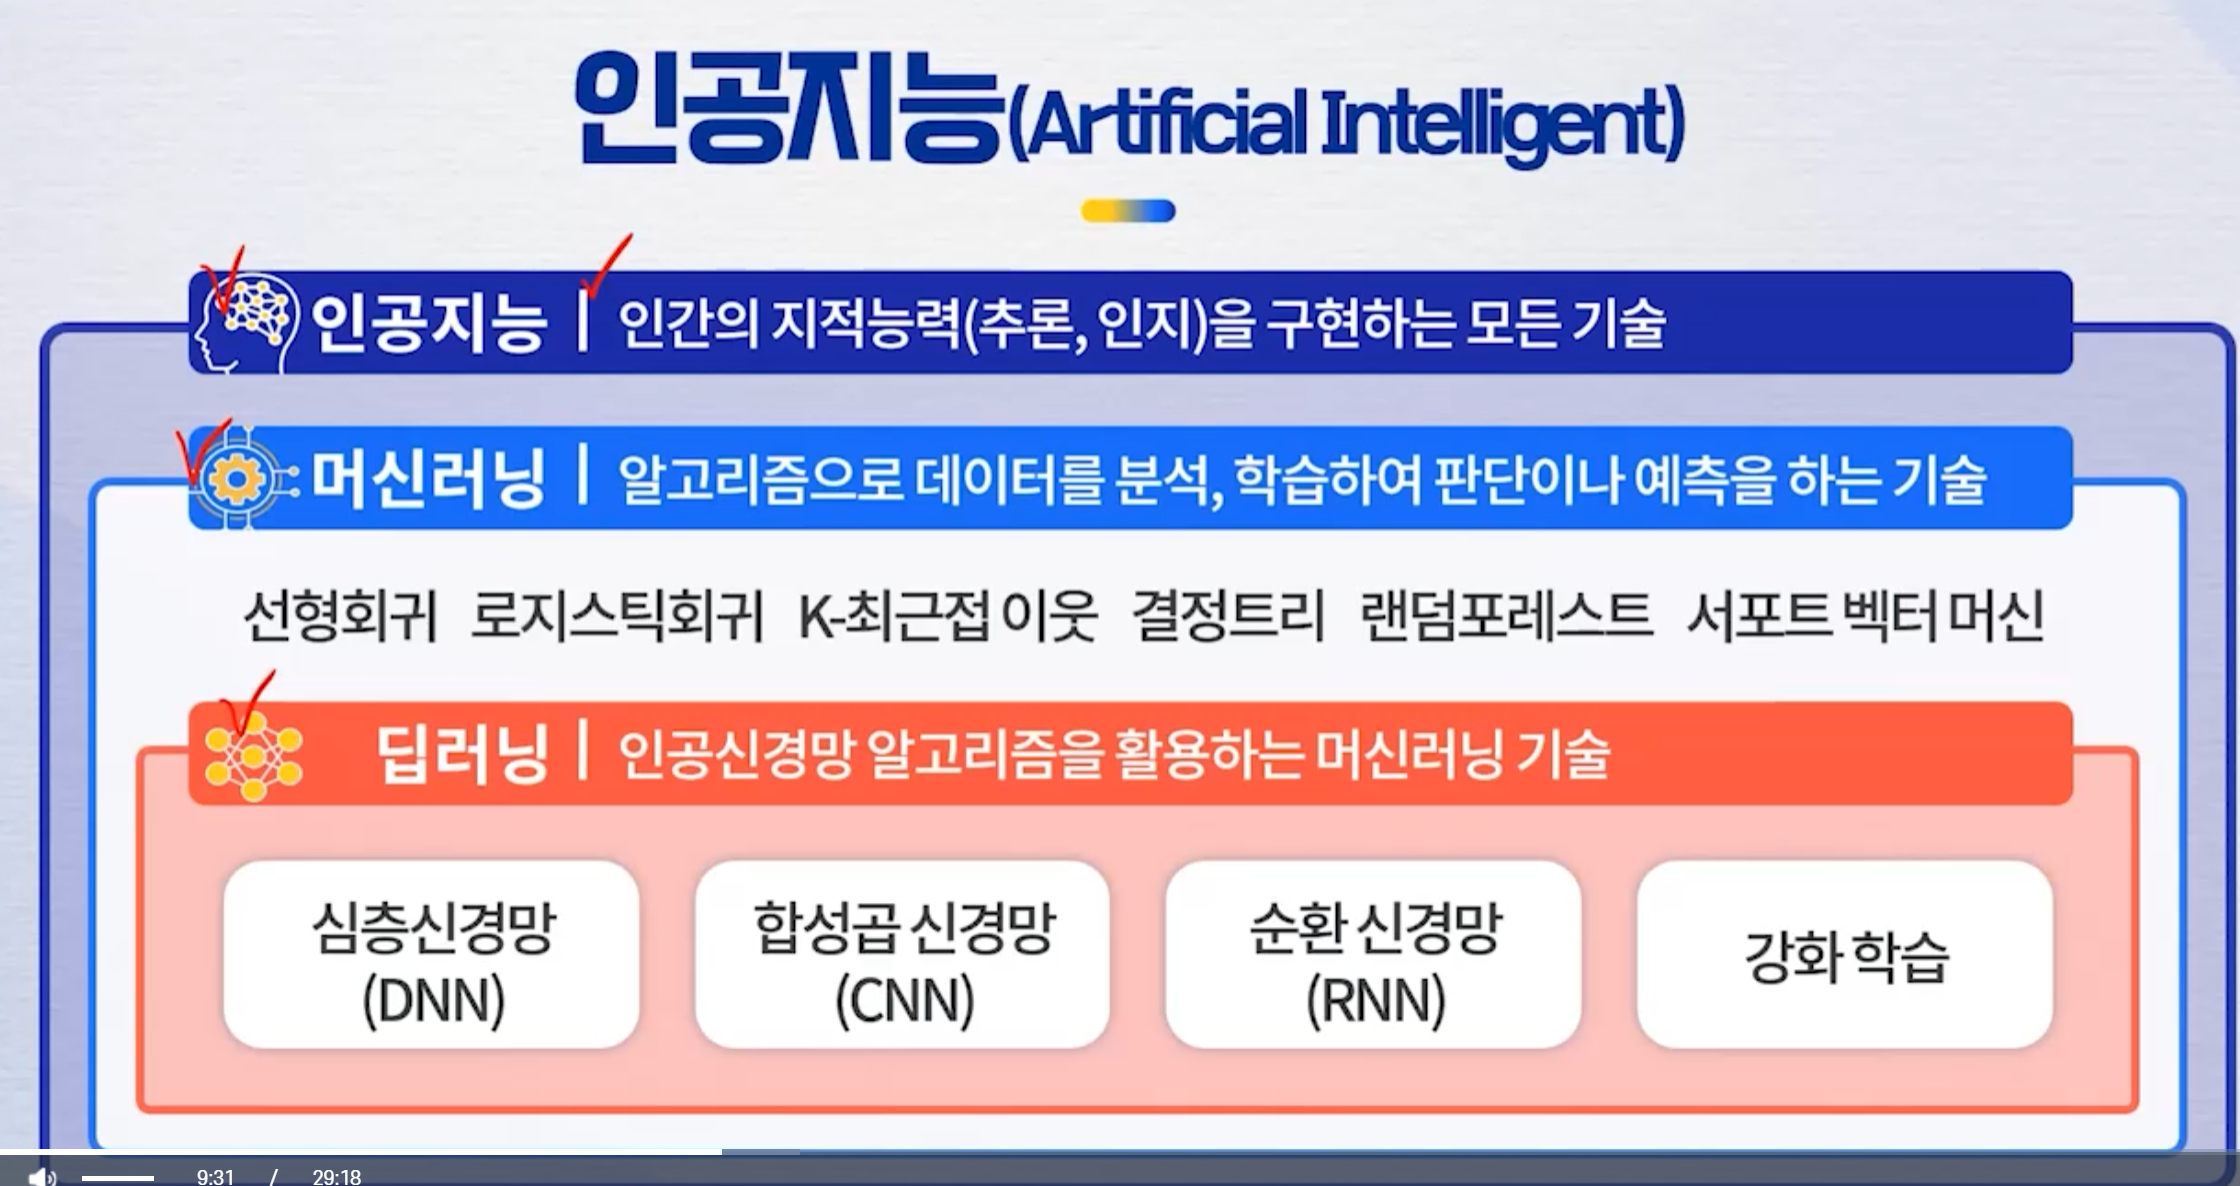 인공지능(Artificial Intelligent)
인공지능 | 인간의 지적능력(추론, 인지)을 구현하는 모든 기술
머신러닝 | 알고리즘으로 데이터를 분석, 학습하여 판단이나 예측을 하는 기술
선형회귀 로지스틱회귀 K-최근접 이웃 결정트리 랜덤포레스트 서포트 벡터 머신
딥러닝 | 인공신경망 알고리즘을 활용하는 머신러닝 기술
심층신경망
(DNN)
합성곱 신경망
(CNN)
순환 신경망
(RNN)
강화 학습
9:31 / 29:18